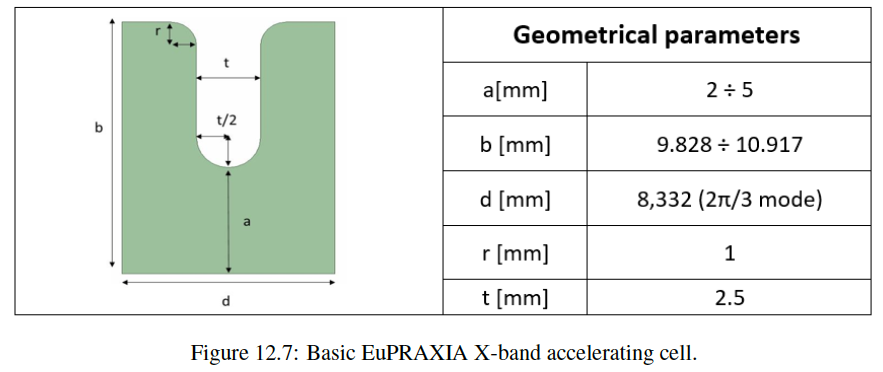 r
t
t/2
b
a
d
Geometrical parameters
a[mm] 2 ÷ 5
b [mm] 9.828 ÷ 10.917
d [mm] 8,332 (2π/3 mode)
r [mm] 1
t [mm] 2.5
Figure 12.7: Basic EuPRAXIA X-band accelerating cell.